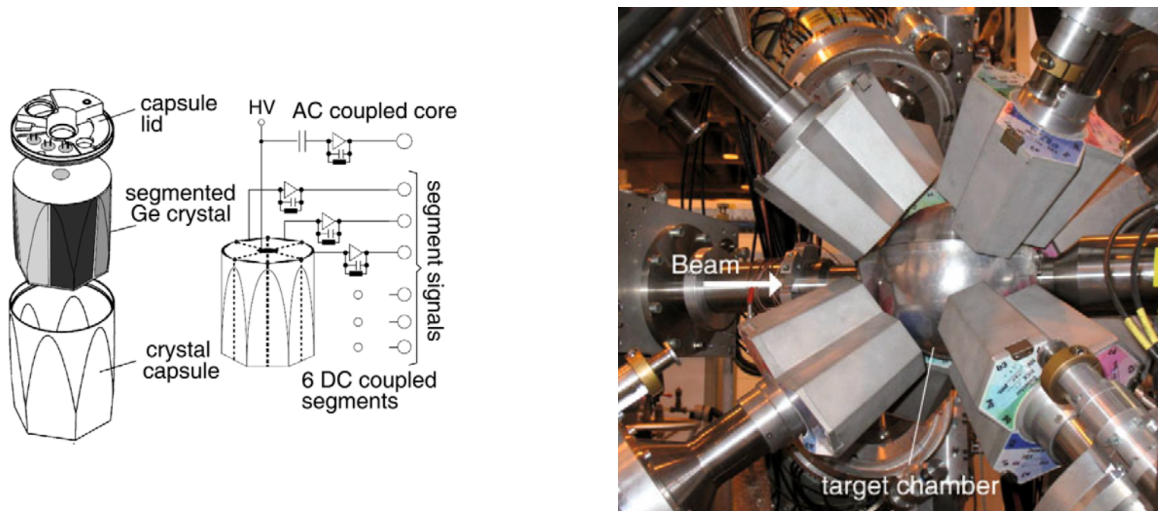 capsule
lid
segmented
Ge crystal
crystal
capsule
HV
AC coupled core
segment signals
6 DC coupled
segments
Beam
target chamber